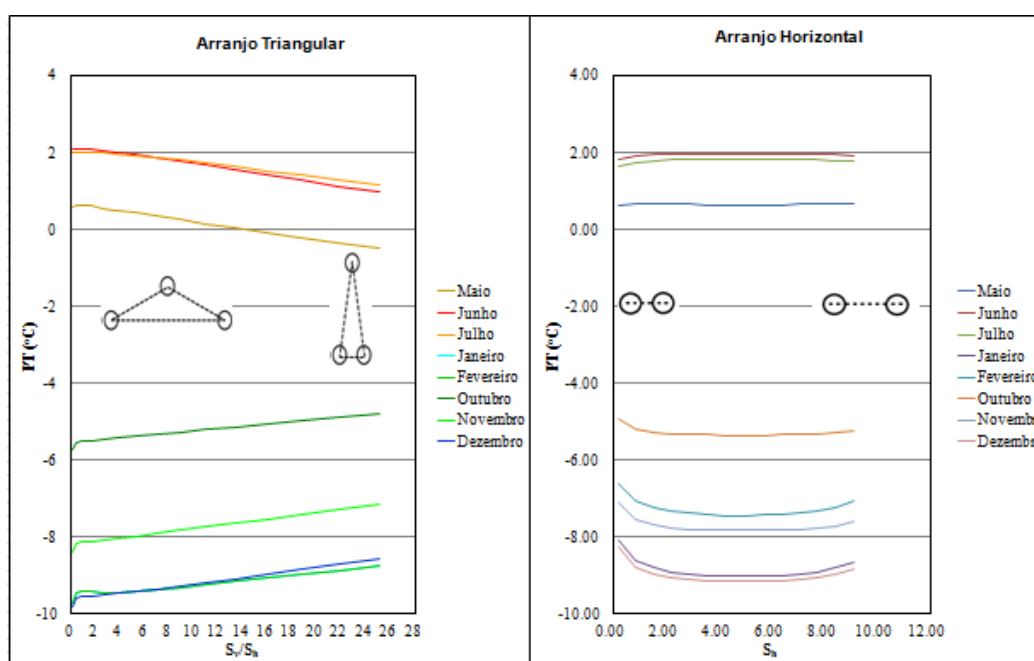 Arranjo Triangular
4
2
0
-2
-4
-6
-8
-10
PT (°C)
0 2 4 6 8 10 12 14 16 18 20 22 24 26 28
Sv/Sh
Maio
Junho
Julho
Janeiro
Fevereiro
Outubro
Novembro
Dezembro
Arranjo Horizontal
4.00
2.00
0.00
-2.00
-4.00
-6.00
-8.00
-10.00
PT (°C)
0.00 2.00 4.00 6.00 8.00 10.00 12.00
Sh
Maio
Junho
Julho
Janeiro
Fevereiro
Outubro
Novembro
Dezembr